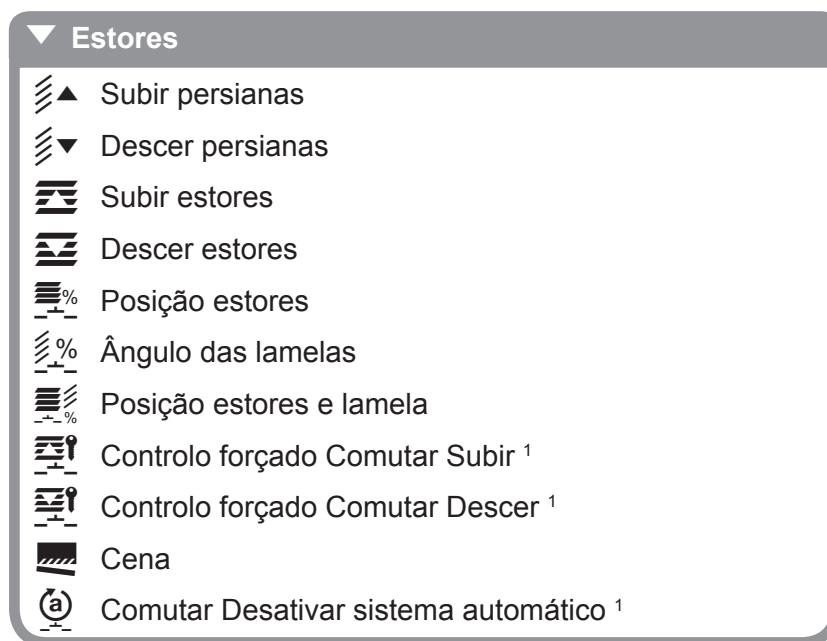 Estores
Subir persianas
Descer persianas
Subir estores
Descer estores
% Posição estores
% Ângulo das lamelas
% Posição estores e lamela
Controlo forçado Comutar Subir ¹
Controlo forçado Comutar Descer ¹
Cena
a Comutar Desativar sistema automático ¹